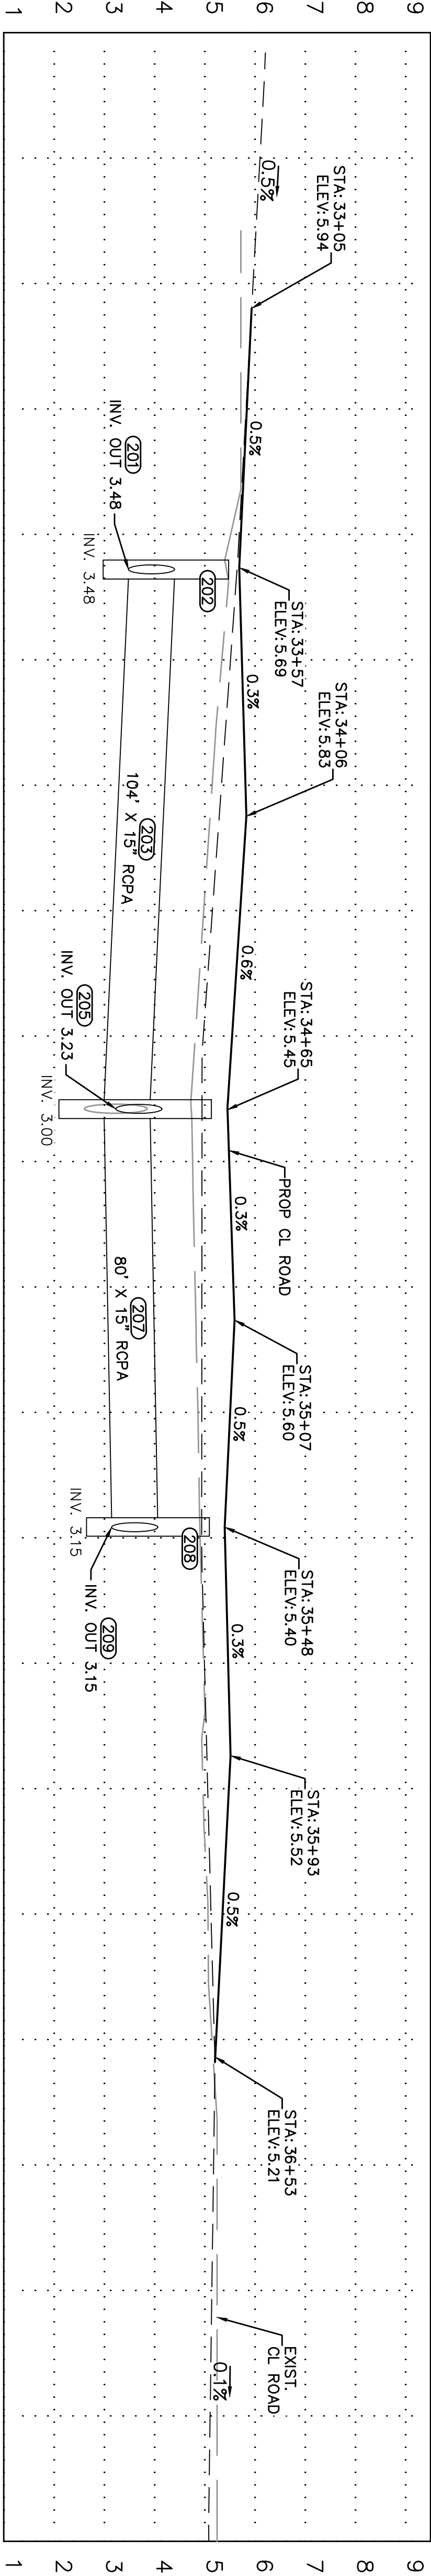 9
8
7
6
5
4
3
2
1
0.5%
STA: 33+05
ELEV: 5.94
0.5%
201
INV. OUT 3.48
INV. 3.48
202
STA: 33+57
ELEV: 5.69
0.3%
STA: 34+06
ELEV: 5.83
203
104' X 15" RCPA
0.6%
205
INV. OUT 3.23
INV. 3.00
STA: 34+65
ELEV: 5.45
PROP CL ROAD
0.3%
207
80' X 15" RCPA
STA: 35+07
ELEV: 5.60
0.5%
INV. 3.15
208
STA: 35+48
ELEV: 5.40
209
INV. OUT 3.15
0.3%
STA: 35+93
ELEV: 5.52
0.5%
STA: 36+53
ELEV: 5.21
EXIST.
CL ROAD
0.1%
9
8
7
6
5
4
3
2
1